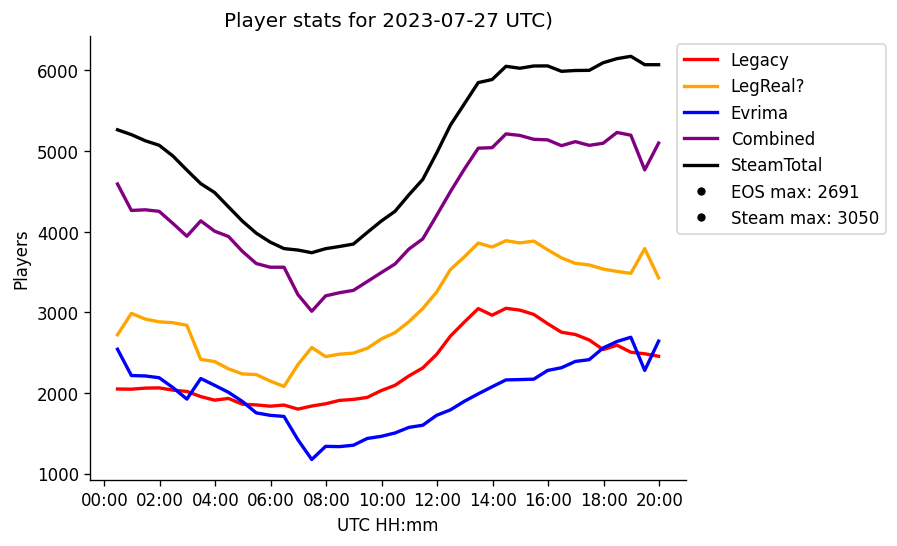 Player stats for 2023-07-27 UTC)
Players
6000
5000
4000
3000
2000
1000
00:00 02:00 04:00 06:00 08:00 10:00 12:00 14:00 16:00 18:00 20:00
UTC HH:mm
Legacy
LegReal?
Evrima
Combined
SteamTotal
EOS max: 2691
Steam max: 3050